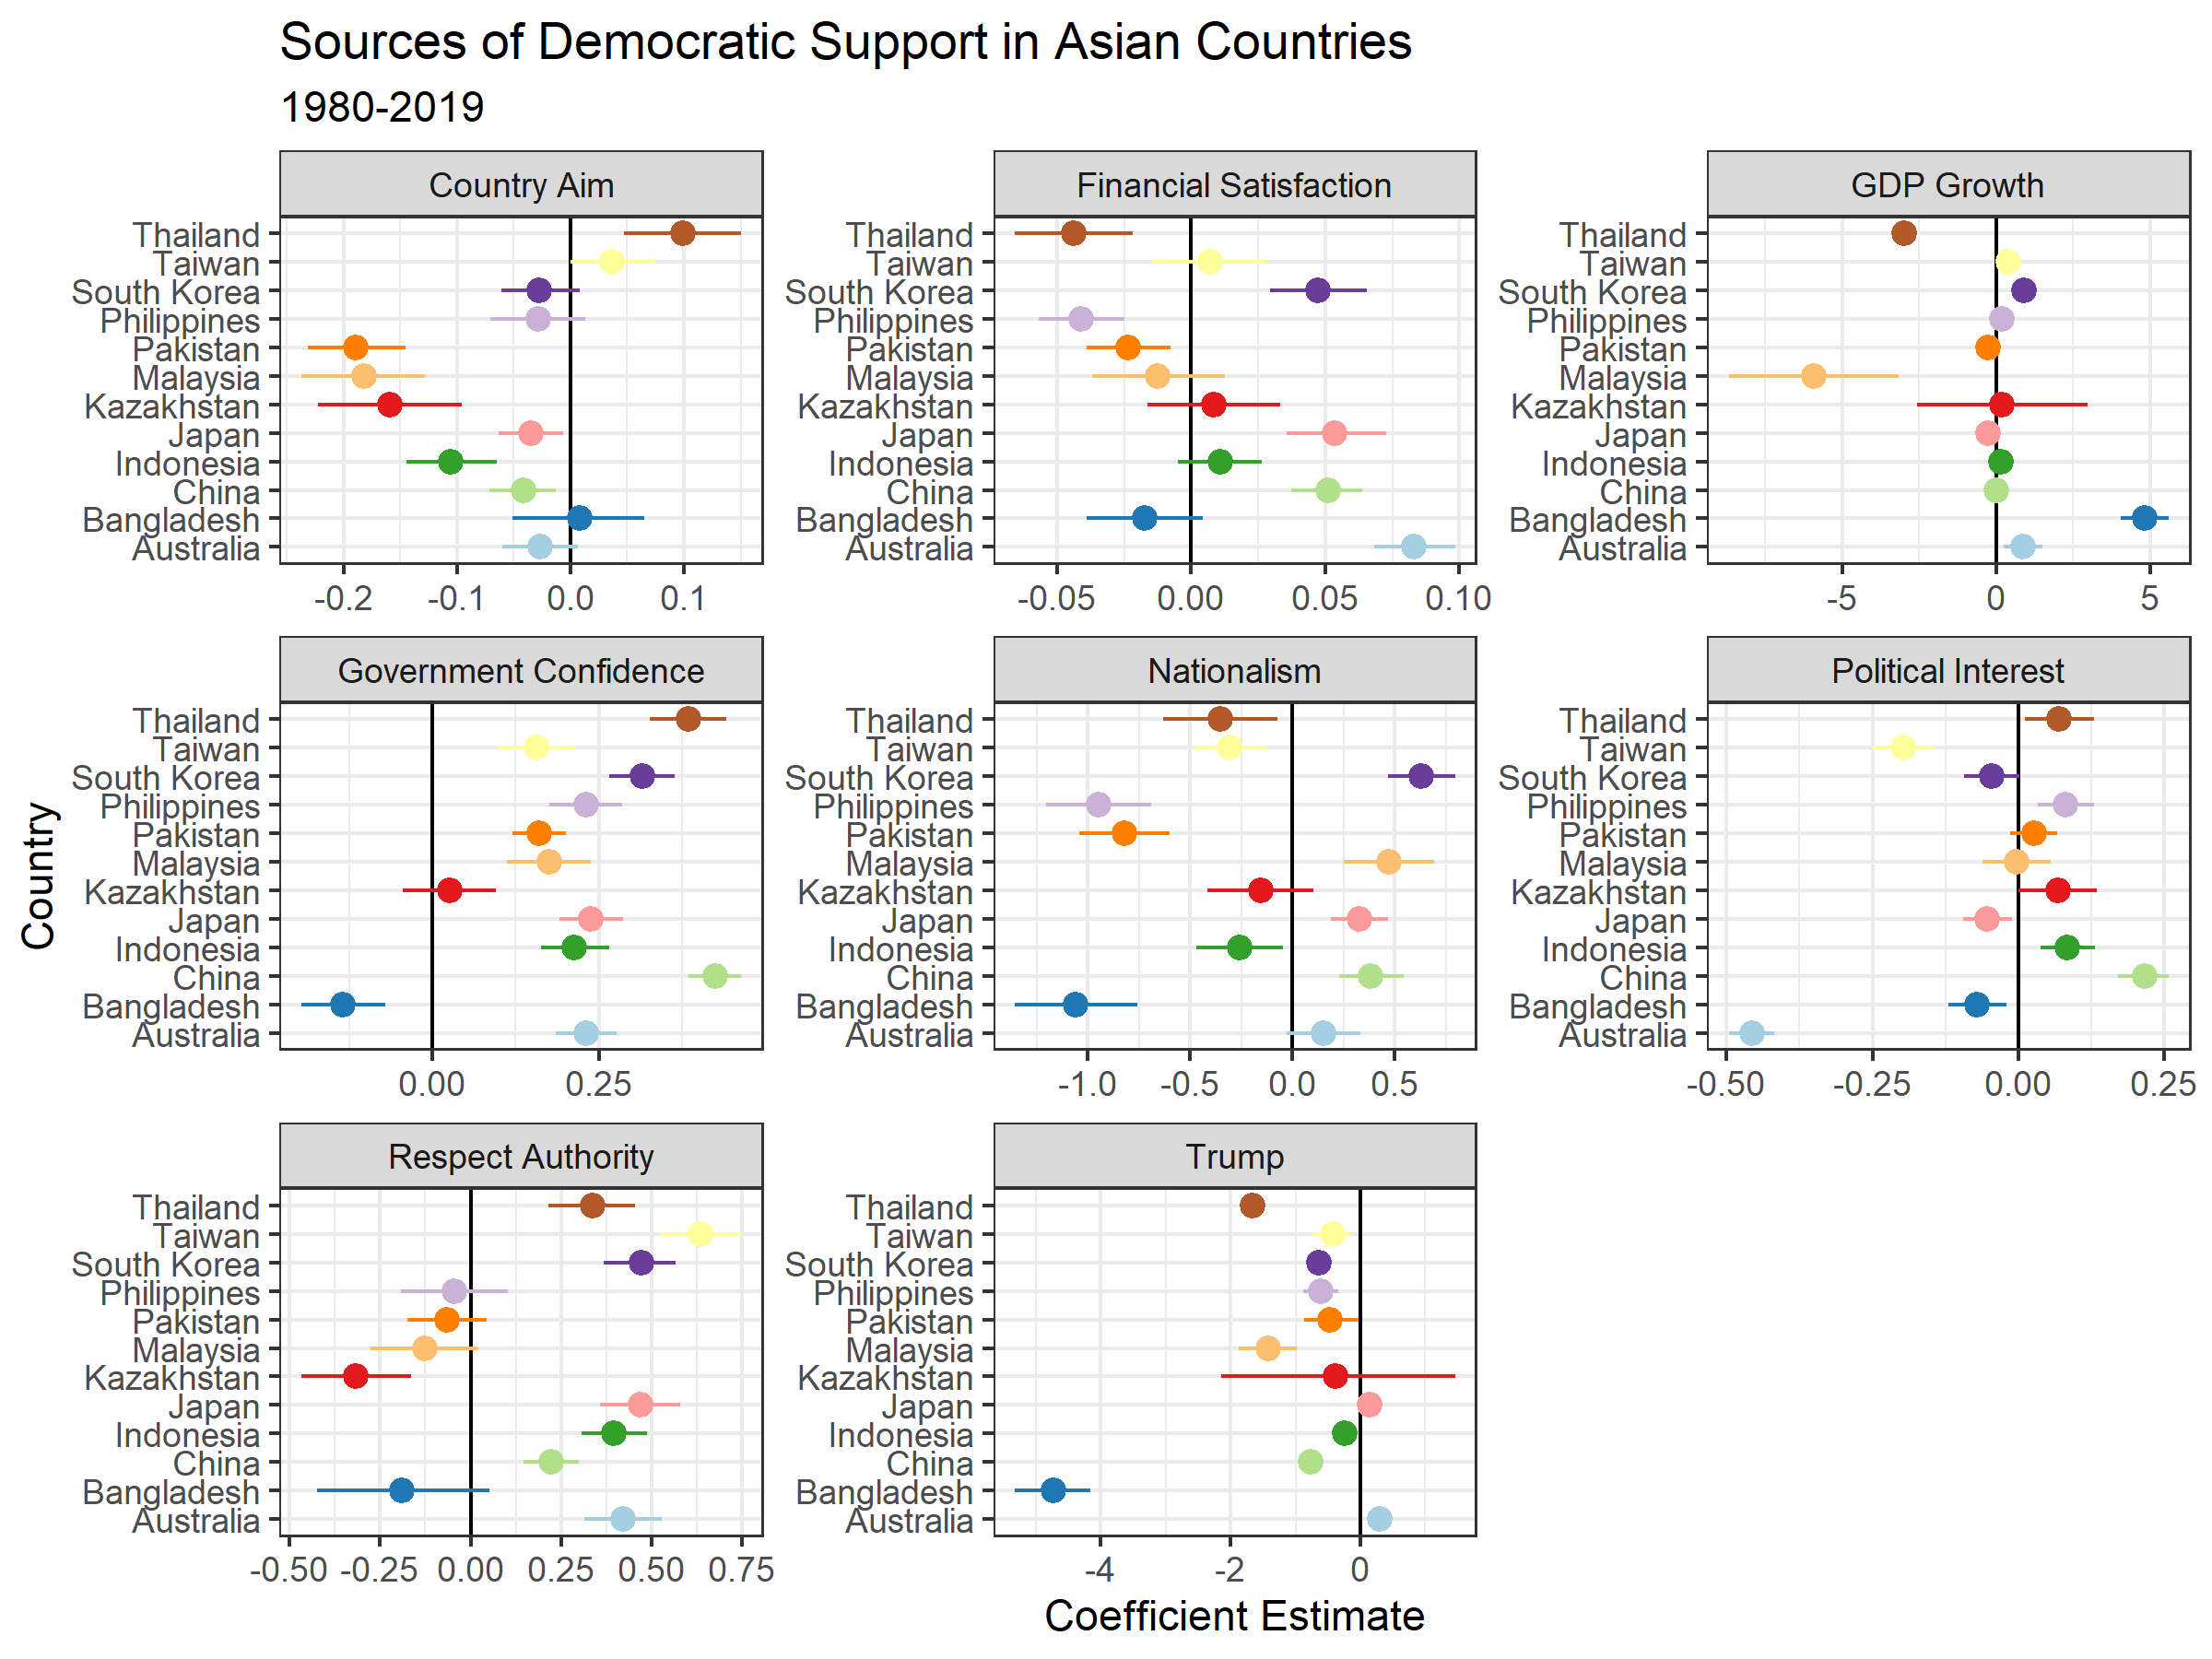 Sources of Democratic Support in Asian Countries
1980-2019
Country Aim
Thailand
Taiwan
South Korea
Philippines
Pakistan
Malaysia
Kazakhstan
Japan
Indonesia
China
Bangladesh
Australia
-0.2 -0.1 0.0 0.1
Financial Satisfaction
Thailand
Taiwan
South Korea
Philippines
Pakistan
Malaysia
Kazakhstan
Japan
Indonesia
China
Bangladesh
Australia
-0.05 0.00 0.05 0.10
GDP Growth
Thailand
Taiwan
South Korea
Philippines
Pakistan
Malaysia
Kazakhstan
Japan
Indonesia
China
Bangladesh
Australia
-5 0 5
Country
Government Confidence
Thailand
Taiwan
South Korea
Philippines
Pakistan
Malaysia
Kazakhstan
Japan
Indonesia
China
Bangladesh
Australia
0.00 0.25
Nationalism
Thailand
Taiwan
South Korea
Philippines
Pakistan
Malaysia
Kazakhstan
Japan
Indonesia
China
Bangladesh
Australia
-1.0 -0.5 0.0 0.5
Political Interest
Thailand
Taiwan
South Korea
Philippines
Pakistan
Malaysia
Kazakhstan
Japan
Indonesia
China
Bangladesh
Australia
-0.50 -0.25 0.00 0.25
Respect Authority
Thailand
Taiwan
South Korea
Philippines
Pakistan
Malaysia
Kazakhstan
Japan
Indonesia
China
Bangladesh
Australia
-0.50 -0.25 0.00 0.25 0.50 0.75
Trump
Thailand
Taiwan
South Korea
Philippines
Pakistan
Malaysia
Kazakhstan
Japan
Indonesia
China
Bangladesh
Australia
-4 -2 0
Coefficient Estimate